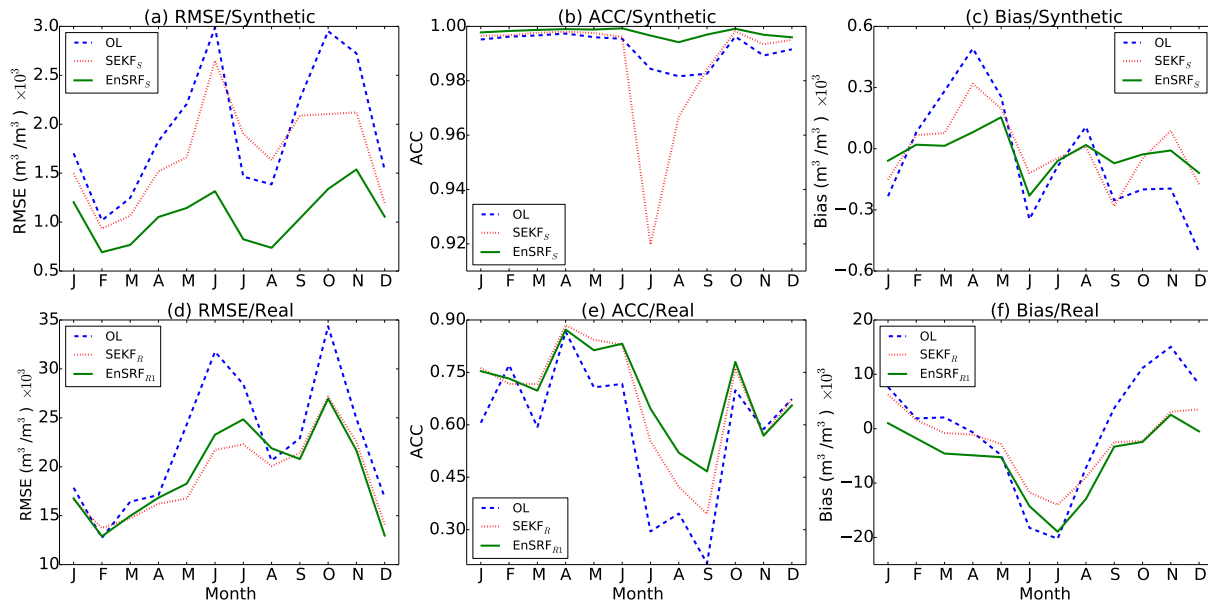 (a) RMSE/Synthetic
RMSE (m³ /m³ ) ×10³
3.0
2.5
2.0
1.5
1.0
0.5
OL
SEKF_S
EnSRF_S
J F M A M J J A S O N D
(b) ACC/Synthetic
ACC
1.00
0.98
0.96
0.94
0.92
OL
SEKF_S
EnSRF_S
J F M A M J J A S O N D
(c) Bias/Synthetic
Bias (m³ /m³ ) ×10³
0.6
0.3
0.0
−0.3
−0.6
OL
SEKF_S
EnSRF_S
J F M A M J J A S O N D
(d) RMSE/Real
RMSE (m³ /m³ ) ×10³
35
30
25
20
15
10
OL
SEKF_R
EnSRF_R1
J F M A M J J A S O N D
Month
(e) ACC/Real
ACC
0.90
0.75
0.60
0.45
0.30
OL
SEKF_R
EnSRF_R1
J F M A M J J A S O N D
Month
(f) Bias/Real
Bias (m³ /m³ ) ×10³
20
10
0
−10
−20
OL
SEKF_R
EnSRF_R1
J F M A M J J A S O N D
Month